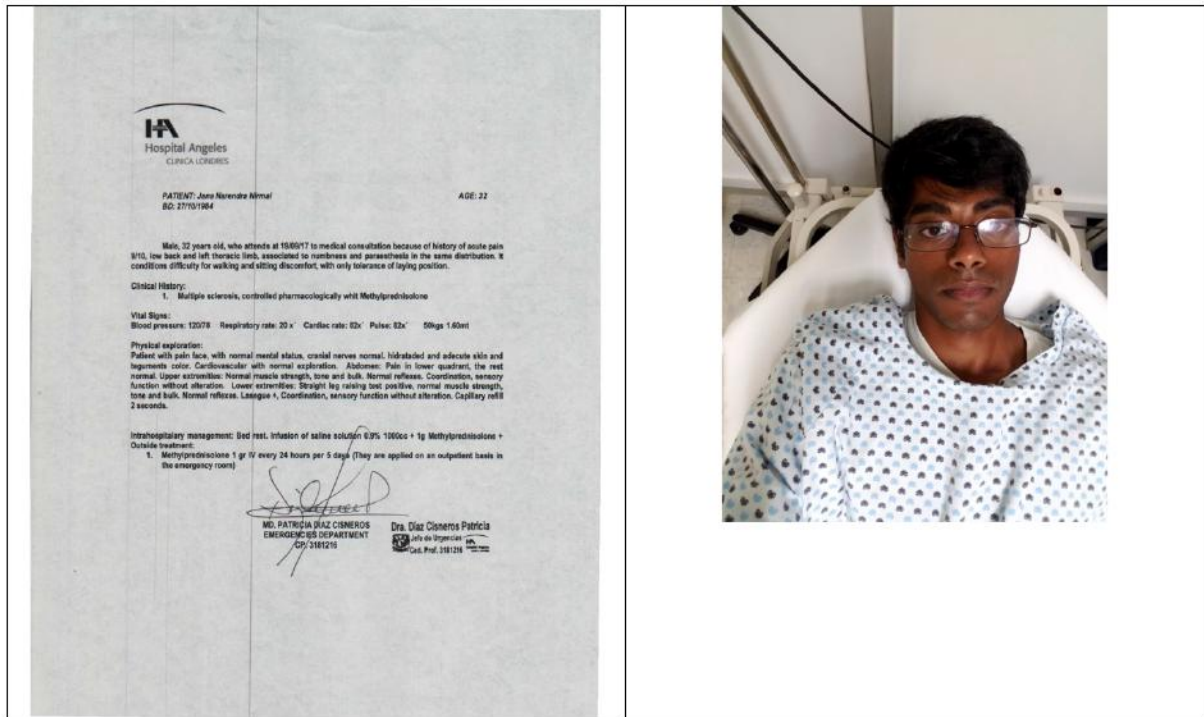 HA
Hospital Angeles
CLINICA LONDRES
PATIENT: Jana Narendra Nirmal AGE: 32
BD: 27/10/1984
Male, 32 years old, who attends at 19/09/17 to medical consultation because of history of acute pain
9/10, low back and left thoracic limb, associated to numbness and paraesthesia in the same distribution. It
conditions difficulty for walking and sitting discomfort, with only tolerance of laying position.
Clinical History:
1. Multiple sclerosis, controlled pharmacologically whit Methylprednisolone
Vital Signs:
Blood pressure: 120/78 Respiratory rate: 20 x´ Cardiac rate: 82x´ Pulse: 82x´ 50kgs 1.60mt
Physical exploration:
Patient with pain face, with normal mental status, cranial nerves normal, hidrataded and adecute skin and
teguments color. Cardiovascular with normal exploration. Abdomen: Pain in lower quadrant, the rest
normal. Upper extremities: Normal muscle strength, tone and bulk. Normal reflexes. Coordination, sensory
function without alteration. Lower extremities: Straight leg raising test positive, normal muscle strength,
tone and bulk. Normal reflexes. Lasegue +, Coordination, sensory function without alteration. Capillary refill
2 seconds.
Intrahospitalary management: Bed rest. Infusion of saline solution 0.9% 1000cc + 1g Methylprednisolone +
Outside treatment:
1. Methylprednisolone 1 gr IV every 24 hours per 5 days (They are applied on an outpatient basis in
the emergency room)
MD. PATRICIA DIAZ CISNEROS
EMERGENCIES DEPARTMENT
CP. 3181216
Dra. Díaz Cisneros Patricia
Jefe de Urgencias
Ced. Prof. 3181216